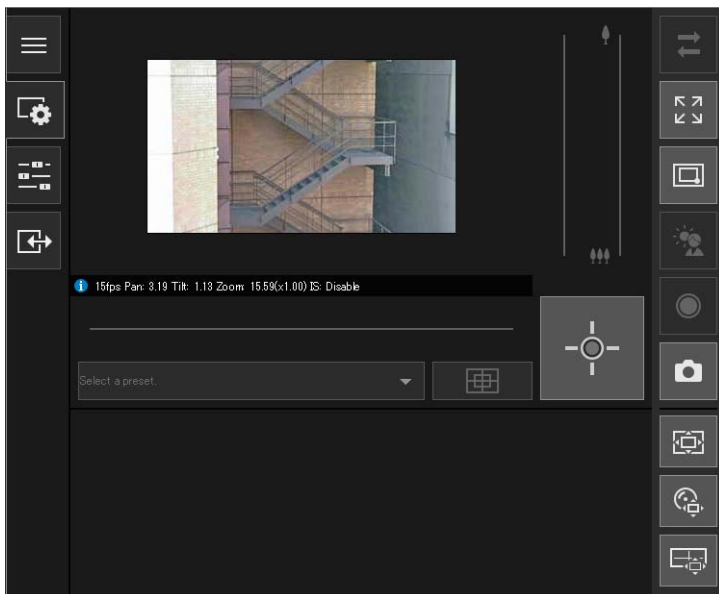 15fps Pan: 3.19 Tilt: 1.13 Zoom: 15.59(x1.00) IS: Disable
Select a preset.